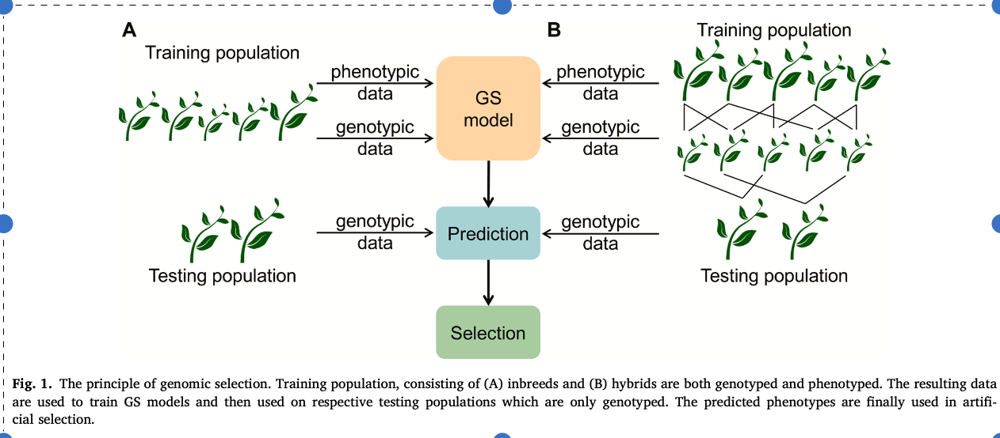 A
Training population
phenotypic
data
genotypic
data
genotypic
data
Testing population
GS
model
Prediction
Selection
B
Training population
phenotypic
data
genotypic
data
genotypic
data
Testing population
Fig. 1. The principle of genomic selection. Training population, consisting of (A) inbreeds and (B) hybrids are both genotyped and phenotyped. The resulting data
are used to train GS models and then used on respective testing populations which are only genotyped. The predicted phenotypes are finally used in artifi-
cial selection.